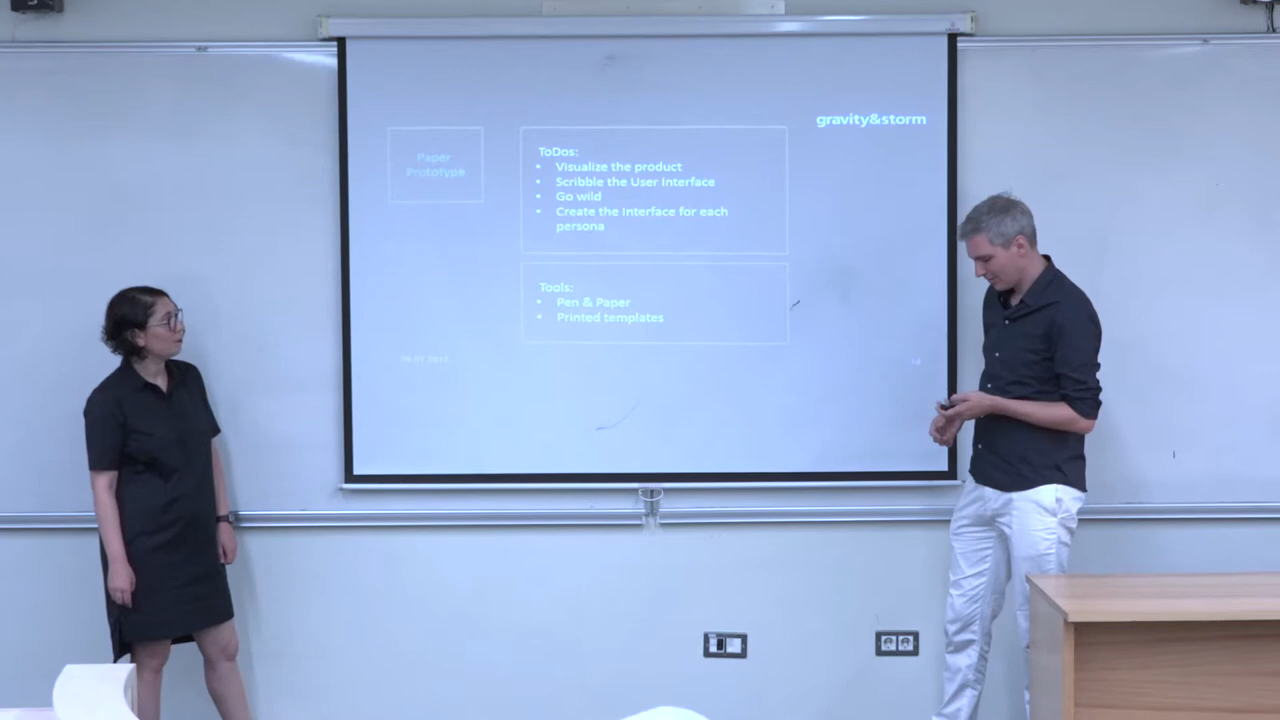 gravity&storm
Paper
Prototype
ToDos:
• Visualize the product
• Scribble the User Interface
• Go wild
• Create the Interface for each
persona
Tools:
• Pen & Paper
• Printed templates